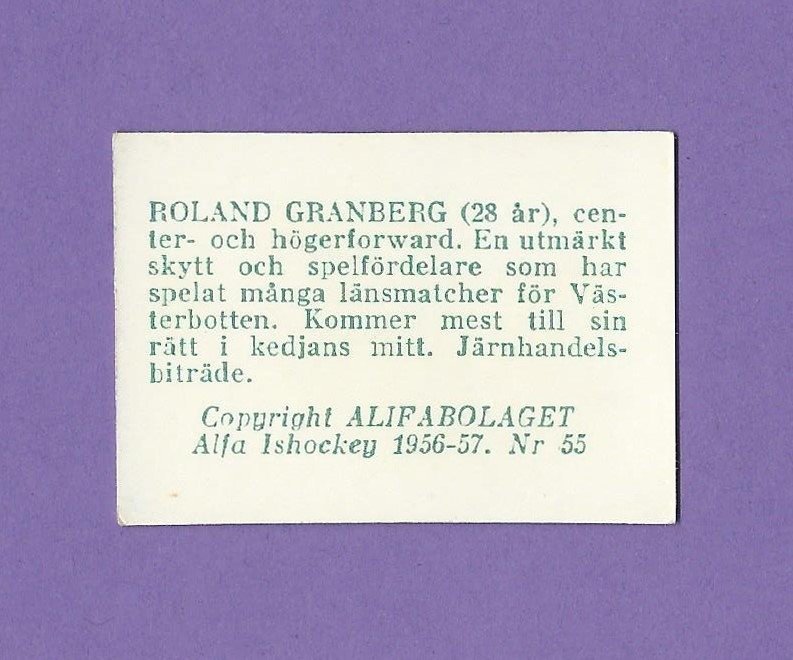 ROLAND GRANBERG (28 år), cen-
ter- och högerforward. En utmärkt
skytt och spelfördelare som har
spelat många länsmatcher för Väs-
terbotten. Kommer mest till sin
rätt i kedjans mitt. Järnhandels-
biträde.
Copyright ALIFABOLAGET
Alfa Ishockey 1956-57. Nr 55